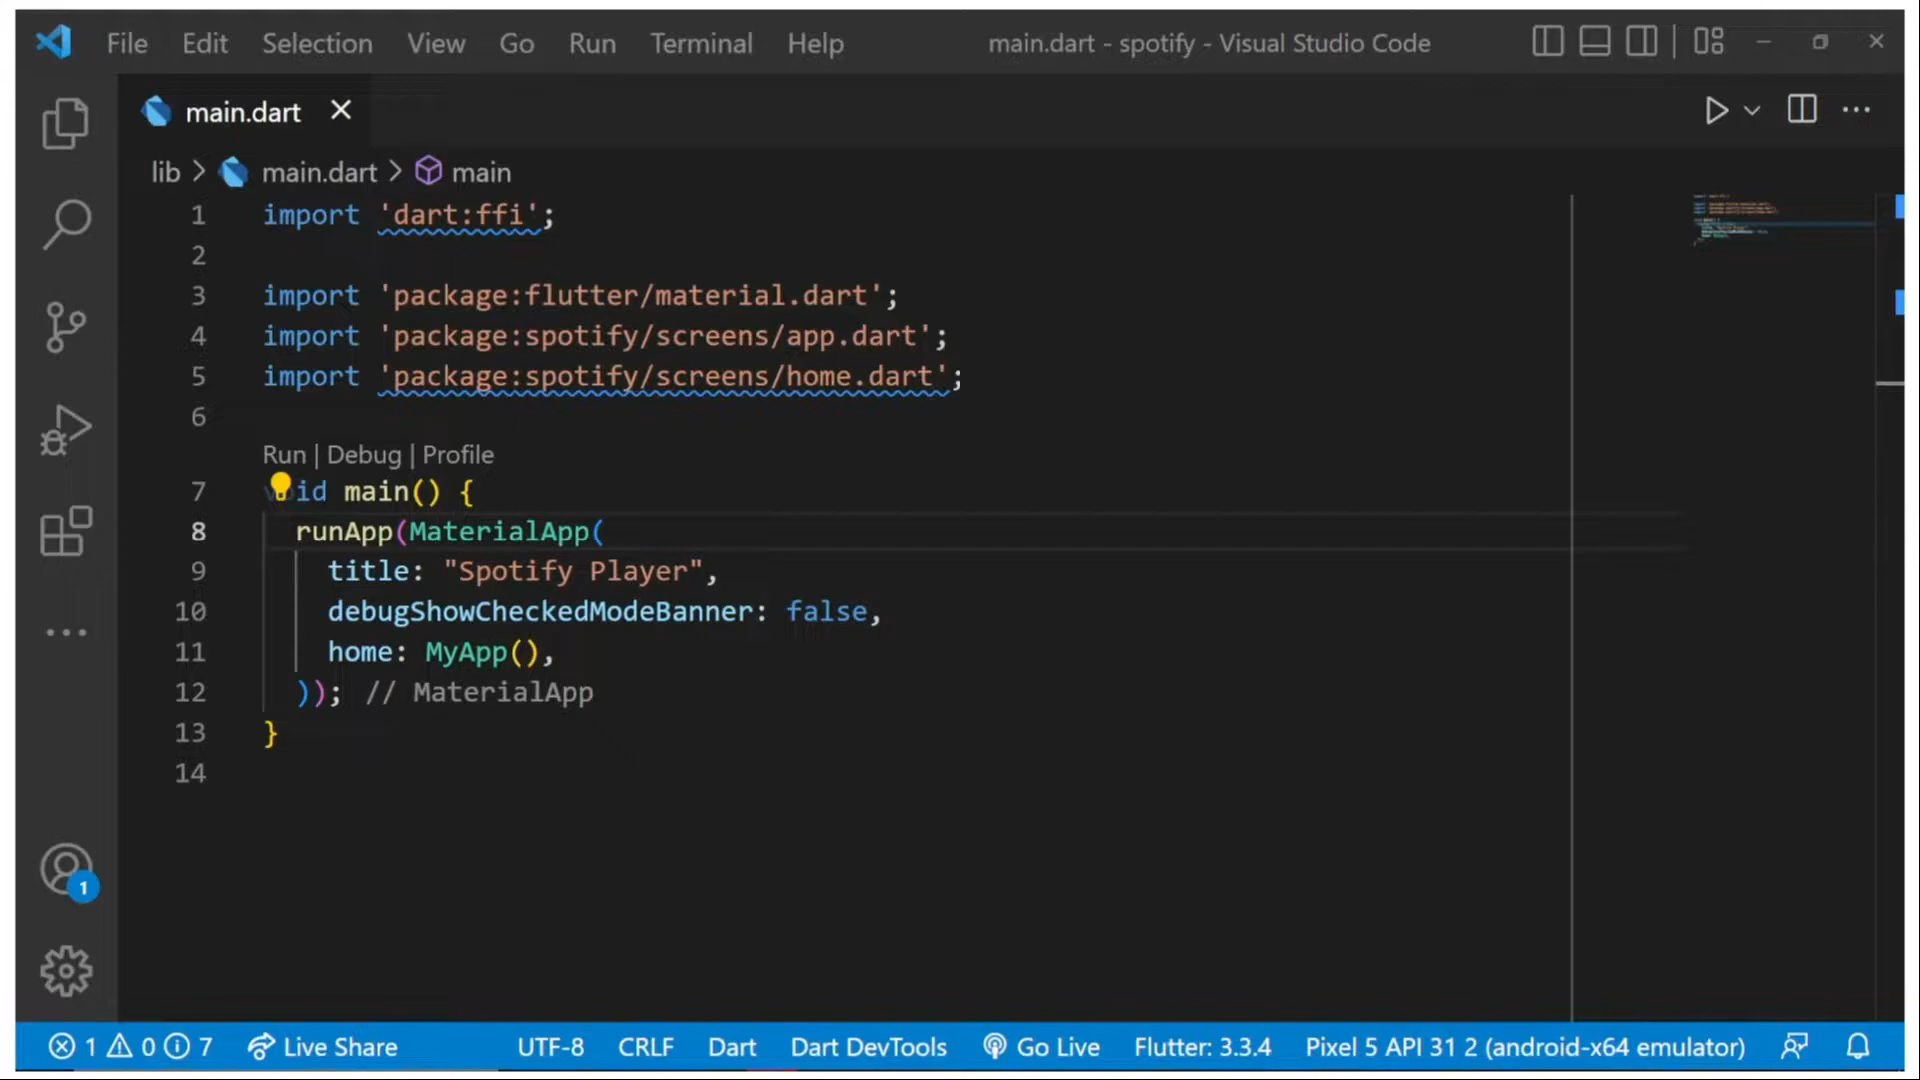 File Edit Selection View Go Run Terminal Help main.dart - spotify - Visual Studio Code
main.dart
lib > main.dart > main
1 import 'dart:ffi';
2
3 import 'package:flutter/material.dart';
4 import 'package:spotify/screens/app.dart';
5 import 'package:spotify/screens/home.dart';
6
Run | Debug | Profile
7 id main() {
8 runApp(MaterialApp(
9 title: "Spotify Player",
10 debugShowCheckedModeBanner: false,
11 home: MyApp(),
12 )); // MaterialApp
13 }
14
1
1 0 7 Live Share UTF-8 CRLF Dart Dart DevTools Go Live Flutter: 3.3.4 Pixel 5 API 31 2 (android-x64 emulator)